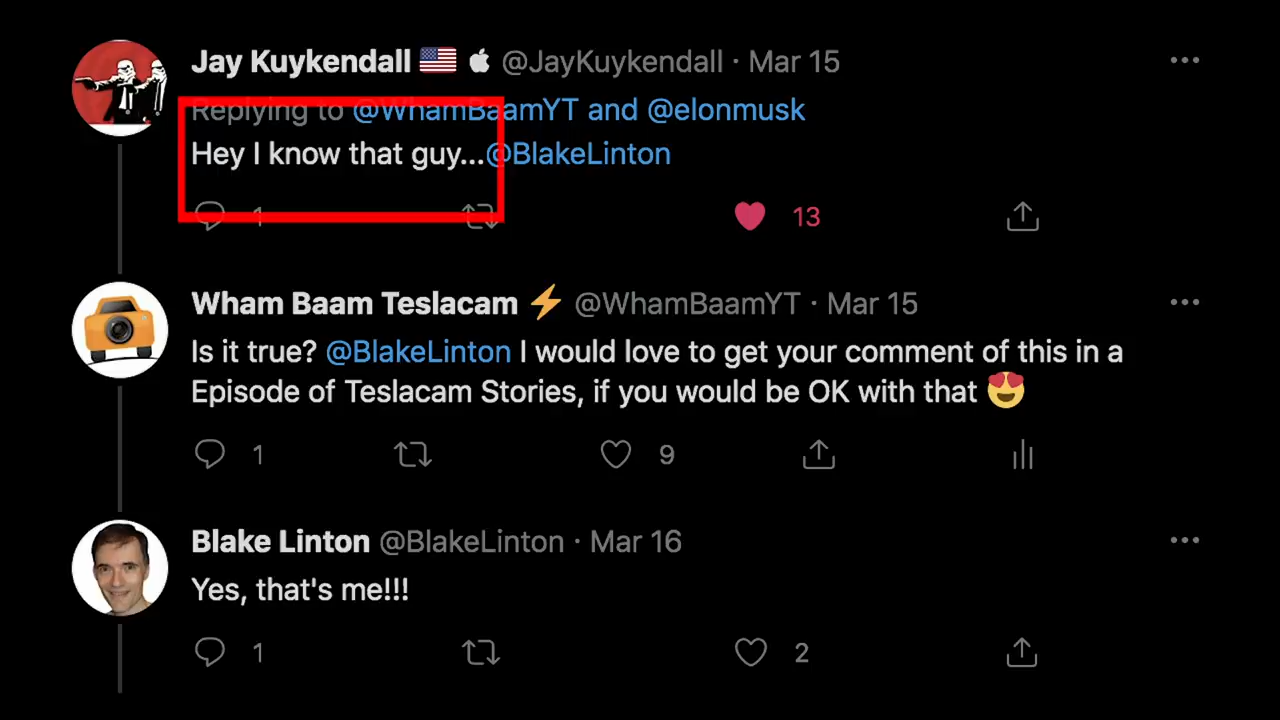 Jay Kuykendall 🇺🇸  @JayKuykendall · Mar 15
Replying to @WhamBaamYT and @elonmusk
Hey I know that guy...@BlakeLinton
1 13
Wham Baam Teslacam ⚡ @WhamBaamYT · Mar 15
Is it true? @BlakeLinton I would love to get your comment of this in a
Episode of Teslacam Stories, if you would be OK with that 😍
1 9
Blake Linton @BlakeLinton · Mar 16
Yes, that's me!!!
1 2